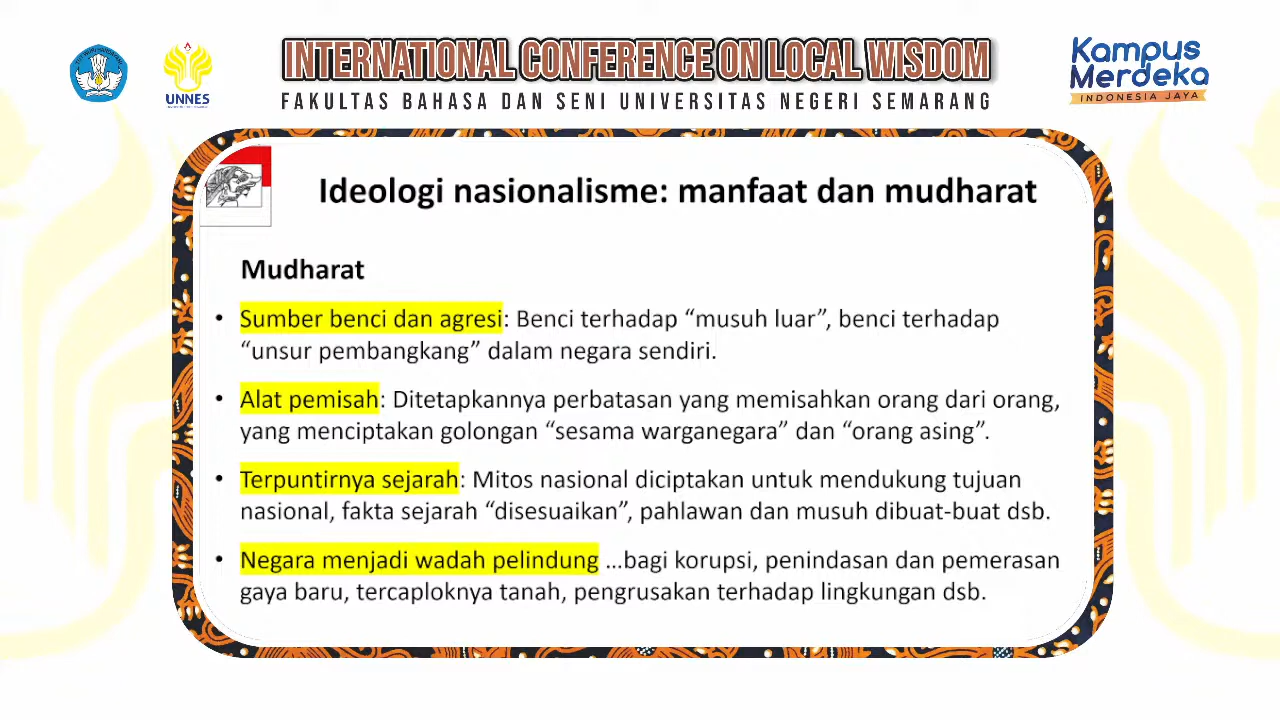 INTERNATIONAL CONFERENCE ON LOCAL WISDOM
FAKULTAS BAHASA DAN SENI UNIVERSITAS NEGERI SEMARANG
UNNES
Kampus
Merdeka
INDONESIA JAYA
Ideologi nasionalisme: manfaat dan mudharat
Mudharat
• Sumber benci dan agresi: Benci terhadap “musuh luar”, benci terhadap
“unsur pembangkang” dalam negara sendiri.
• Alat pemisah: Ditetapkannya perbatasan yang memisahkan orang dari orang,
yang menciptakan golongan “sesama warganegara” dan “orang asing”.
• Terpuntirnya sejarah: Mitos nasional diciptakan untuk mendukung tujuan
nasional, fakta sejarah “disesuaikan”, pahlawan dan musuh dibuat-buat dsb.
• Negara menjadi wadah pelindung ...bagi korupsi, penindasan dan pemerasan
gaya baru, tercaploknya tanah, pengrusakan terhadap lingkungan dsb.